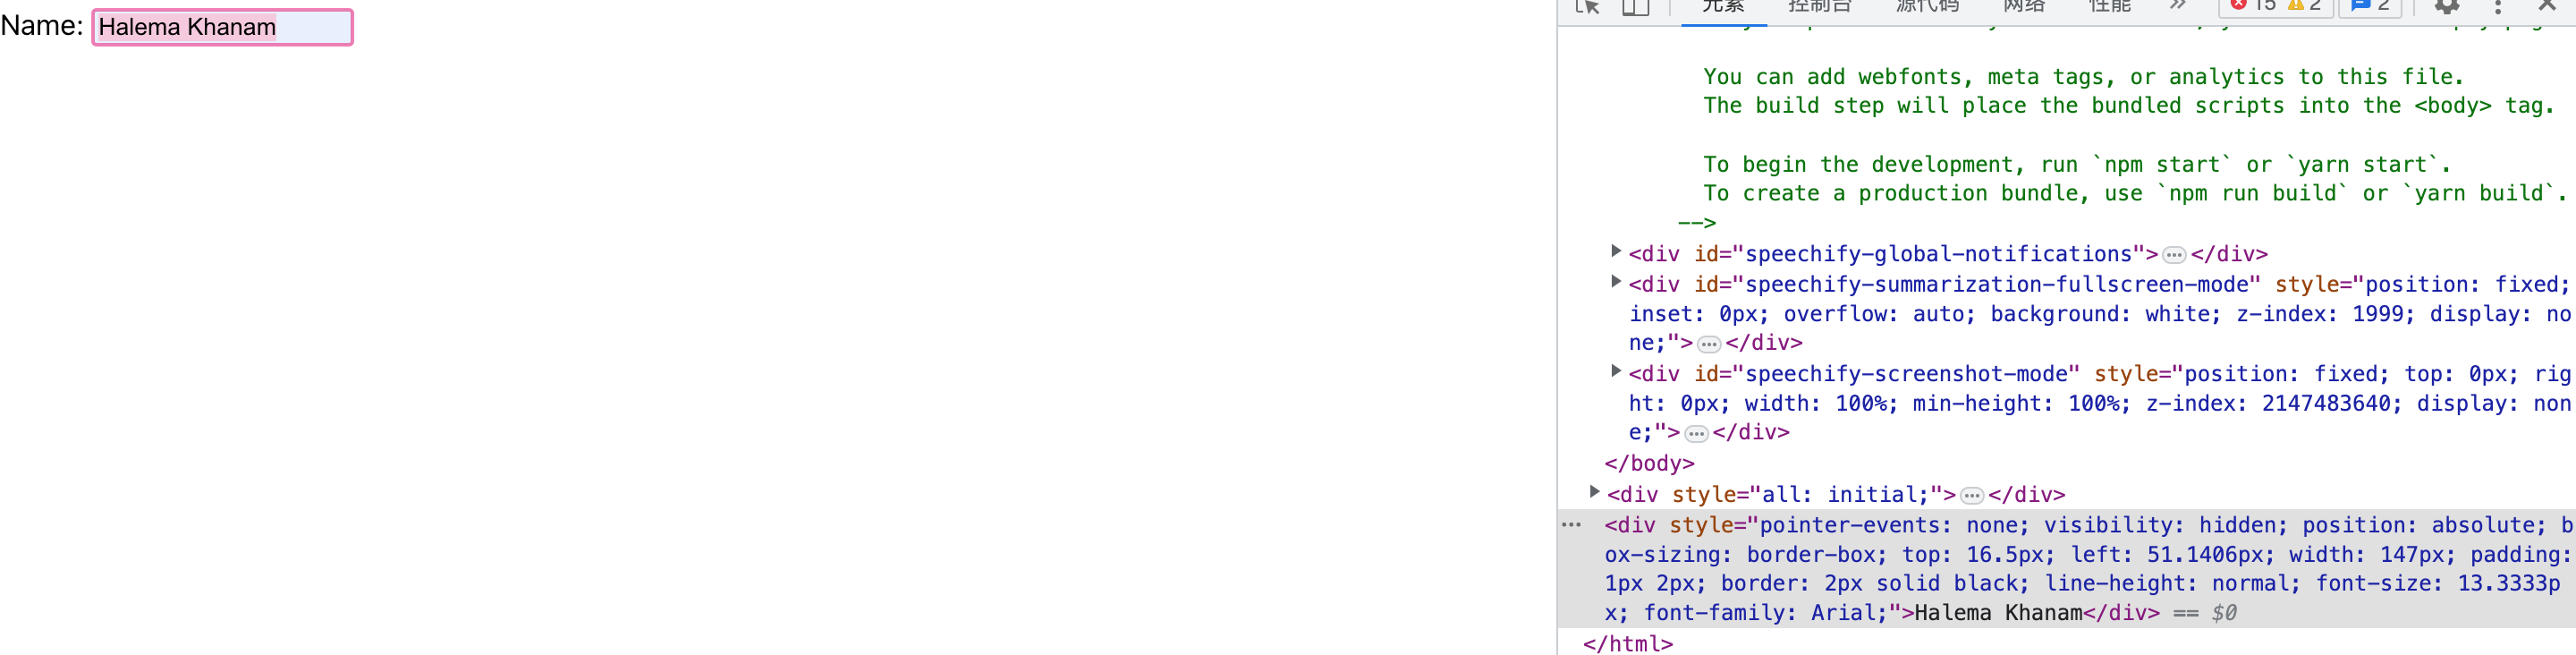 Name: Halema Khanam
元素 控制台 源代码 网络 性能 » 15 2 2
You can add webfonts, meta tags, or analytics to this file.
The build step will place the bundled scripts into the <body> tag.
To begin the development, run `npm start` or `yarn start`.
To create a production bundle, use `npm run build` or `yarn build`.
-->
<div id="speechify-global-notifications">…</div>
<div id="speechify-summarization-fullscreen-mode" style="position: fixed;
inset: 0px; overflow: auto; background: white; z-index: 1999; display: no
ne;">…</div>
<div id="speechify-screenshot-mode" style="position: fixed; top: 0px; rig
ht: 0px; width: 100%; min-height: 100%; z-index: 2147483640; display: non
e;">…</div>
</body>
<div style="all: initial;">…</div>
<div style="pointer-events: none; visibility: hidden; position: absolute; b
ox-sizing: border-box; top: 16.5px; left: 51.1406px; width: 147px; padding:
1px 2px; border: 2px solid black; line-height: normal; font-size: 13.3333p
x; font-family: Arial;">Halema Khanam</div> == $0
</html>